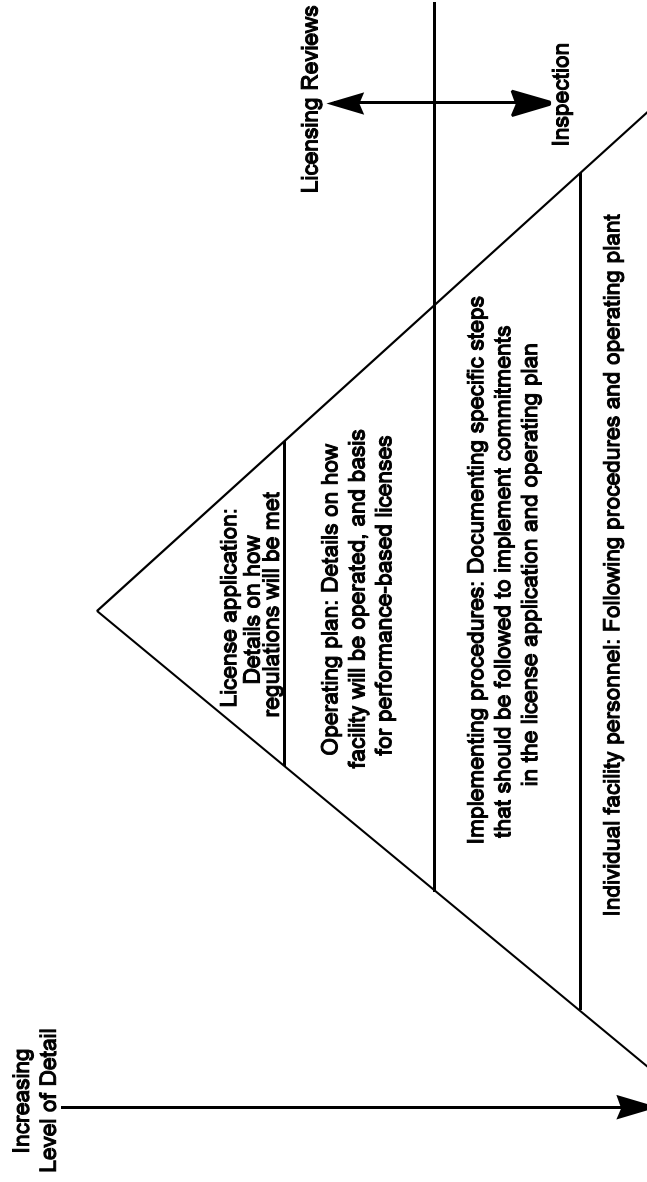 Increasing
Level of Detail
License application:
Details on how
regulations will be met
Operating plan: Details on how
facility will be operated, and basis
for performance-based licenses
Implementing procedures: Documenting specific steps
that should be followed to implement commitments
in the license application and operating plan
Individual facility personnel: Following procedures and operating plant
Licensing Reviews
Inspection